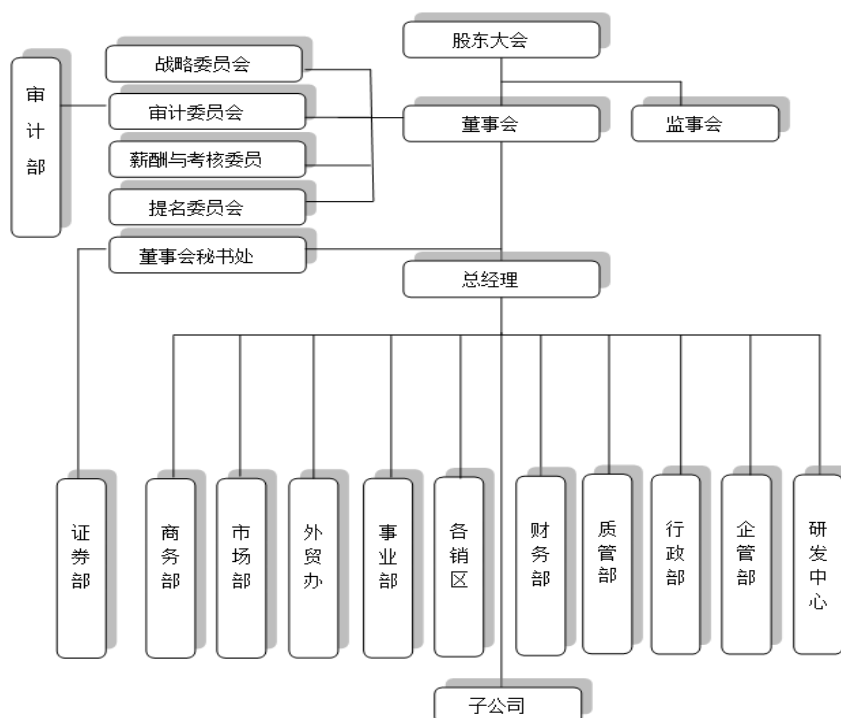 股东大会
战略委员会
审计部
审计委员会
董事会
监事会
薪酬与考核委员
提名委员会
董事会秘书处
总经理
证券部
商务部
市场部
外贸办
事业部
各销区
财务部
质管部
行政部
企管部
研发中心
子公司